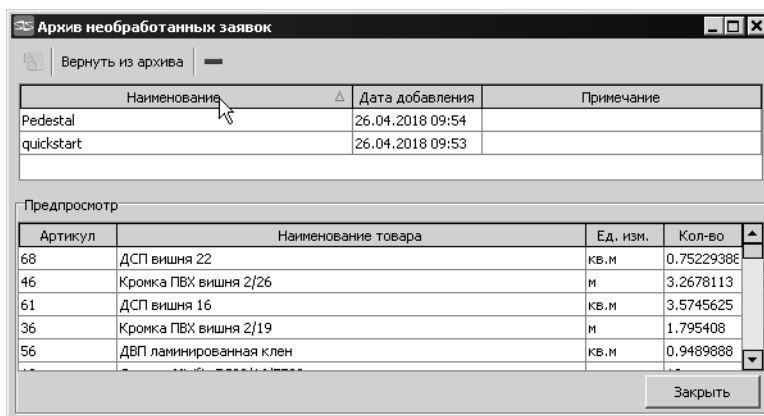 Архив необработанных заявок
Вернуть из архива
Наименование Дата добавления Примечание
Pedestal 26.04.2018 09:54
quickstart 26.04.2018 09:53
Предпросмотр
Артикул Наименование товара Ед. изм. Кол-во
68 ДСП вишня 22 кв.м 0.75229388
46 Кромка ПВХ вишня 2/26 м 3.2678113
61 ДСП вишня 16 кв.м 3.5745625
36 Кромка ПВХ вишня 2/19 м 1.795408
56 ДВП ламинированная клен кв.м 0.9489888
Закрыть